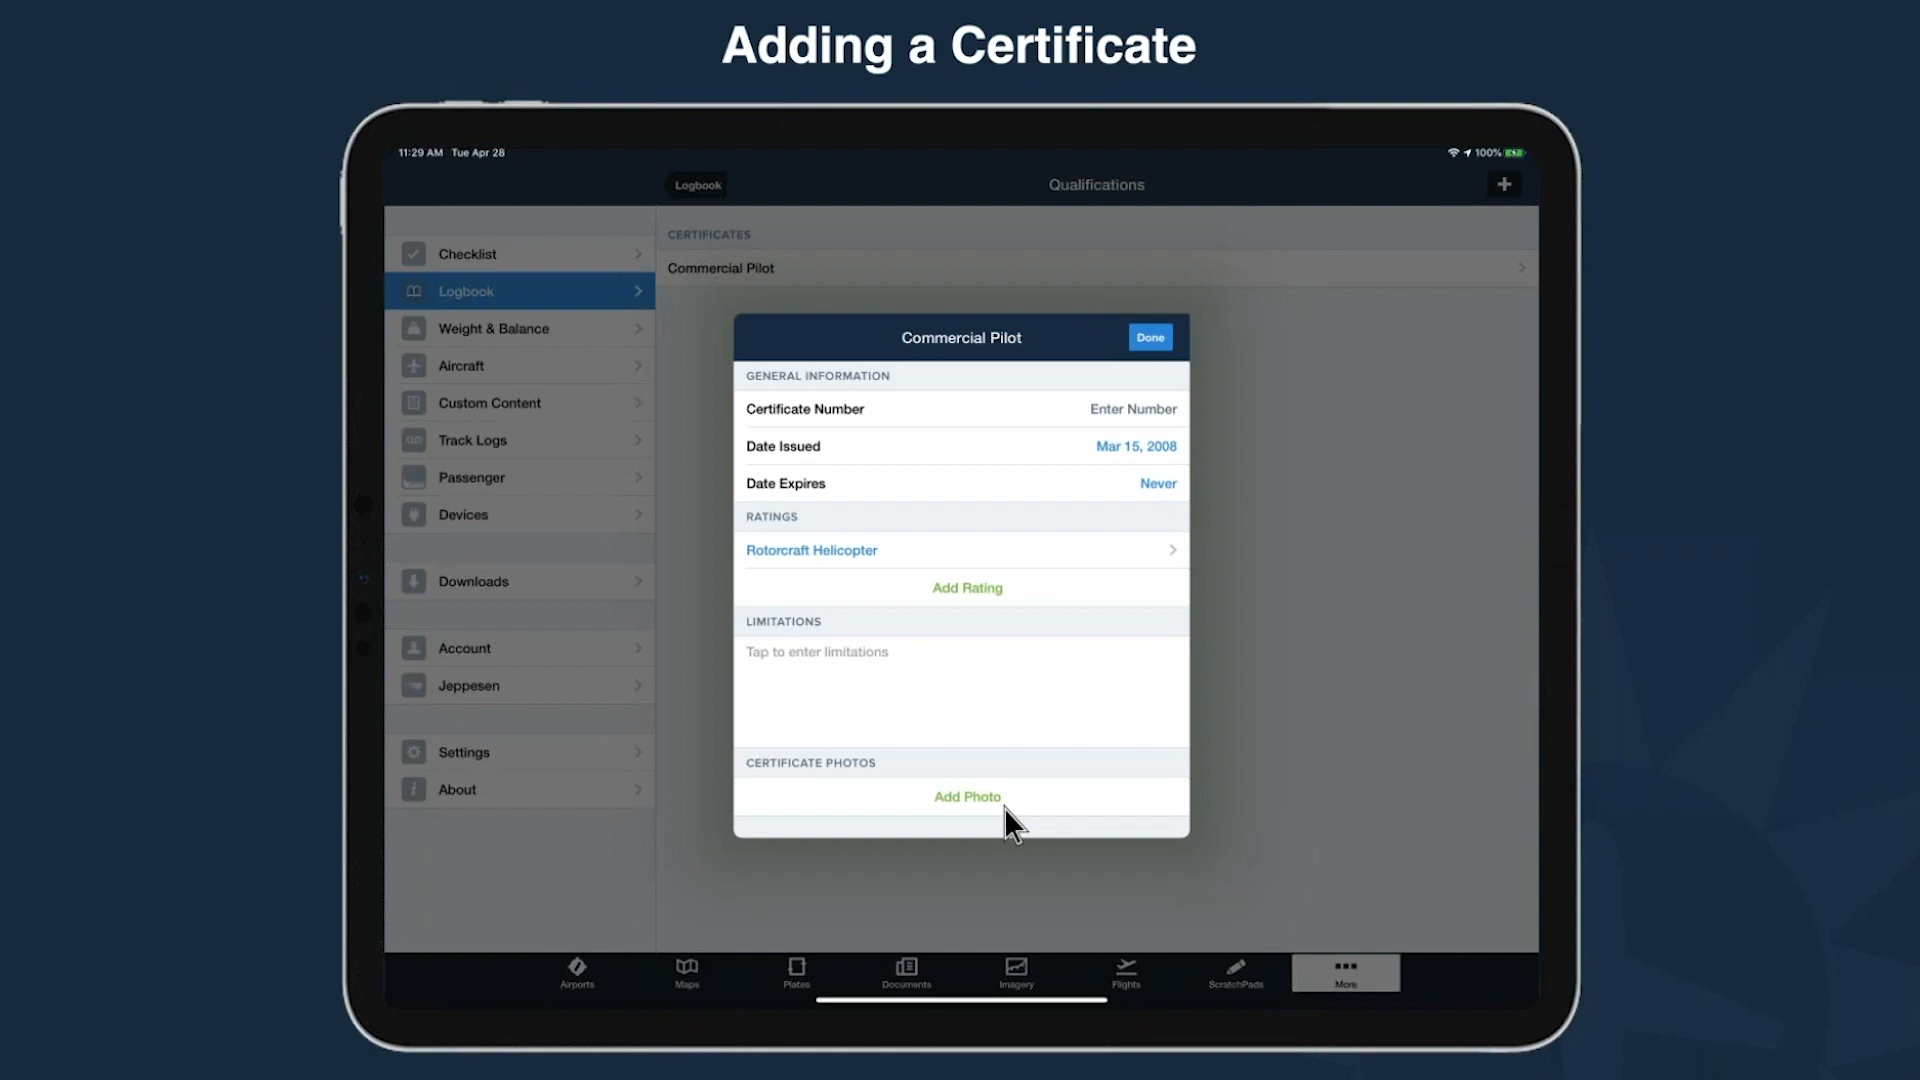 Adding a Certificate
11:29 AM Tue Apr 28
100%
Logbook
Qualifications
Checklist
Logbook
Weight & Balance
Aircraft
Custom Content
Track Logs
Passenger
Devices
Downloads
Account
Jeppesen
Settings
About
CERTIFICATES
Commercial Pilot
Commercial Pilot
Done
GENERAL INFORMATION
Certificate Number Enter Number
Date Issued Mar 15, 2008
Date Expires Never
RATINGS
Rotorcraft Helicopter
Add Rating
LIMITATIONS
Tap to enter limitations
CERTIFICATE PHOTOS
Add Photo
Airports Maps Plates Documents Imagery Flights ScratchPads More